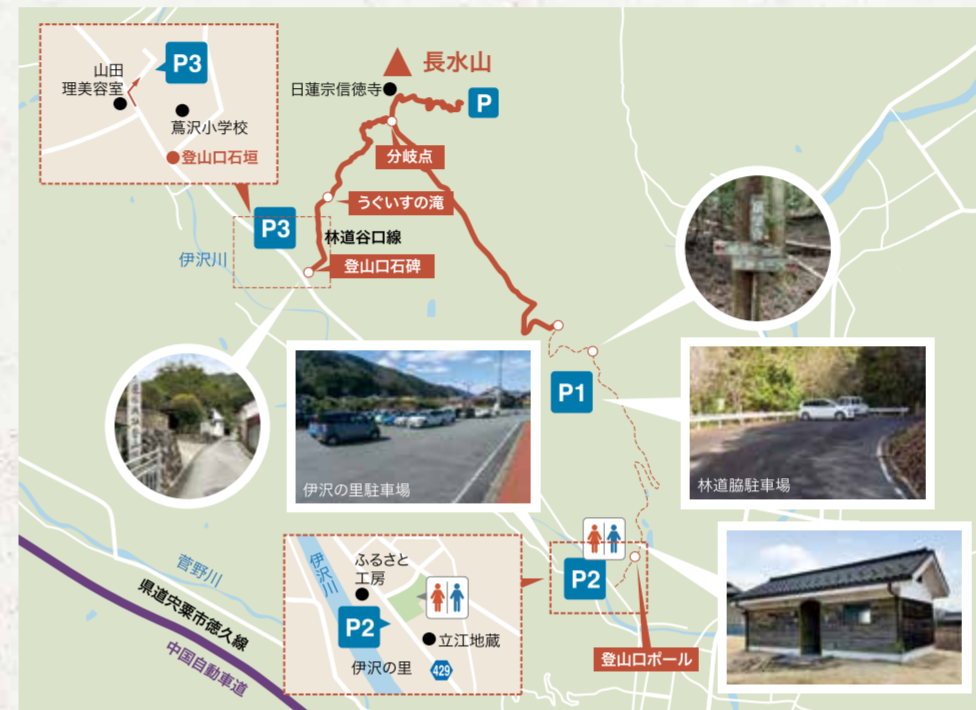 山田
理美容室
P3
蔦沢小学校
登山口石垣
長水山
日蓮宗信徳寺
P
分岐点
うぐいすの滝
P3
林道谷口線
伊沢川
登山口石碑
P1
伊沢の里駐車場
林道脇駐車場
菅野川
県道宍粟市徳久線
中国自動車道
伊沢川
ふるさと
工房
P2
立江地蔵
伊沢の里
429
P2
登山口ポール